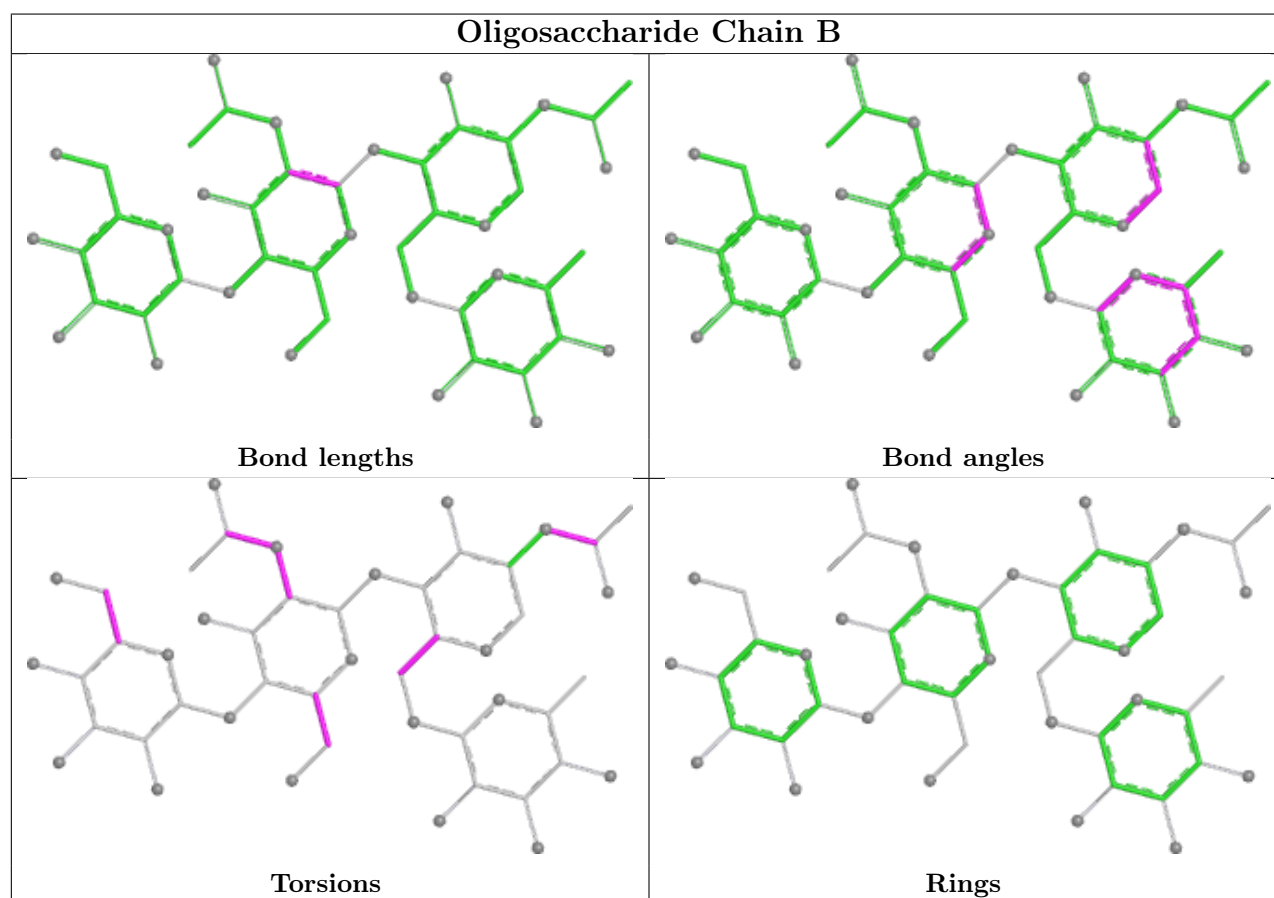 Oligosaccharide Chain B
Bond lengths
Bond angles
Torsions
Rings